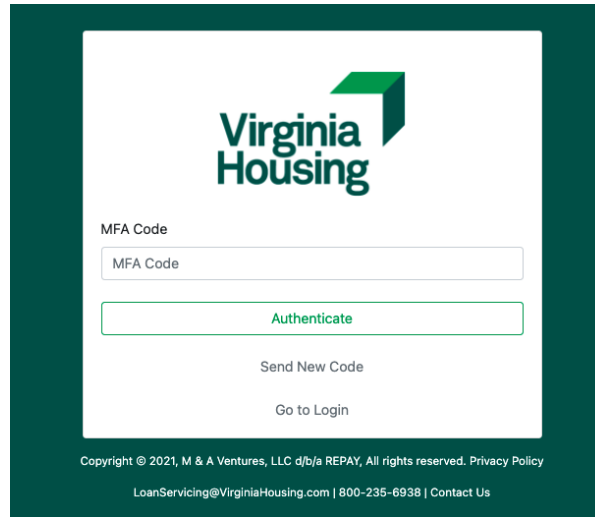 Virginia
Housing
MFA Code
MFA Code
Authenticate
Send New Code
Go to Login
Copyright © 2021, M & A Ventures, LLC d/b/a REPAY, All rights reserved. Privacy Policy
LoanServicing@VirginiaHousing.com | 800-235-6938 | Contact Us